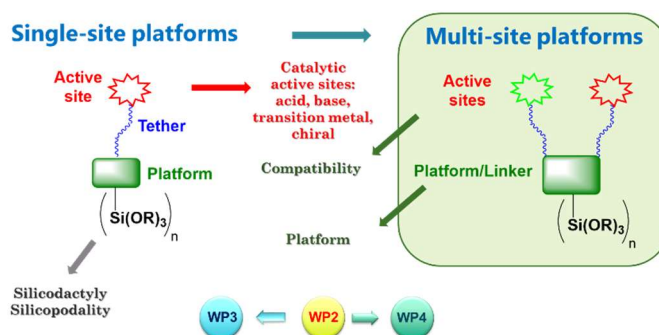 Single-site platforms
Multi-site platforms
Active
site
Tether
Platform
Si(OR)3
n
Silicodactyly
Silicopodality
Catalytic
active sites:
acid, base,
transition metal,
chiral
Compatibility
Platform
Active
sites
Platform/Linker
Si(OR)3
n
WP3
WP2
WP4